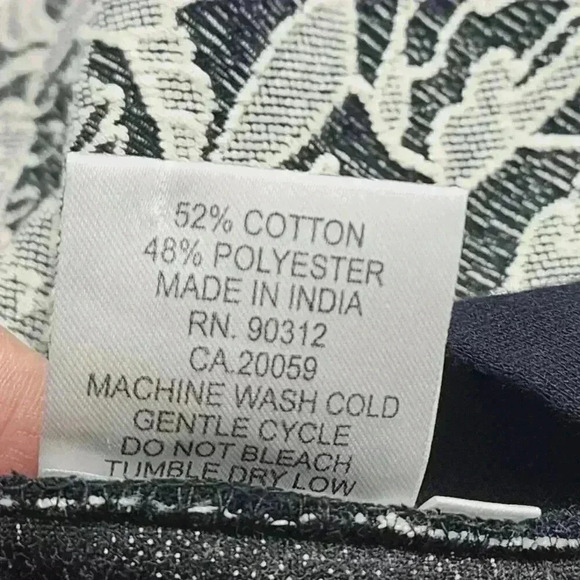 52% COTTON
48% POLYESTER
MADE IN INDIA
RN. 90312
CA.20059
MACHINE WASH COLD
GENTLE CYCLE
DO NOT BLEACH
TUMBLE DRY LOW